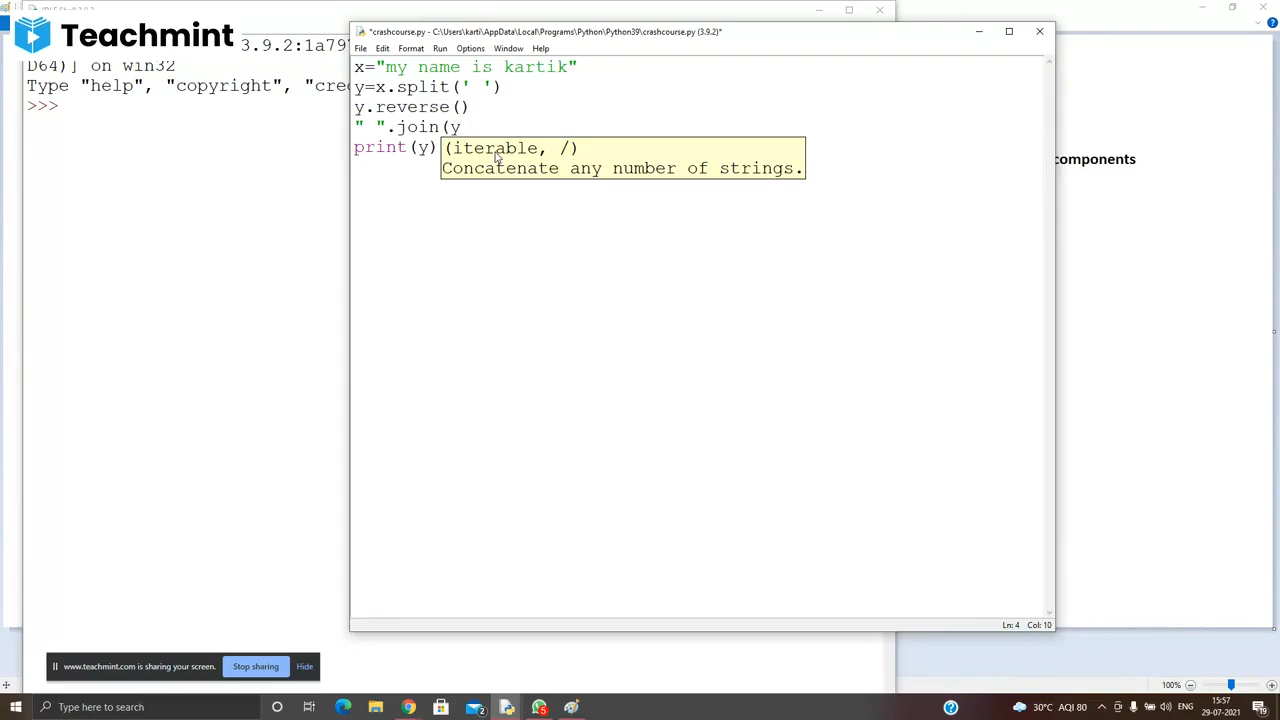 Teachmint
3.9.2:1a79
D64)] on win32
Type "help", "copyright", "cre
>>>
*crashcourse.py - C:\Users\karti\AppData\Local\Programs\Python\Python39\crashcourse.py (3.9.2)*
File Edit Format Run Options Window Help
x="my name is kartik"
y=x.split(' ')
y.reverse()
" ".join(y
print(y)
(iterable, /)
Concatenate any number of strings.
components
Ln: 4 Col: 10
www.teachmint.com is sharing your screen.
Stop sharing
Hide
100%
Type here to search
2
5
30°C AQI 80
15:57
29-07-2021